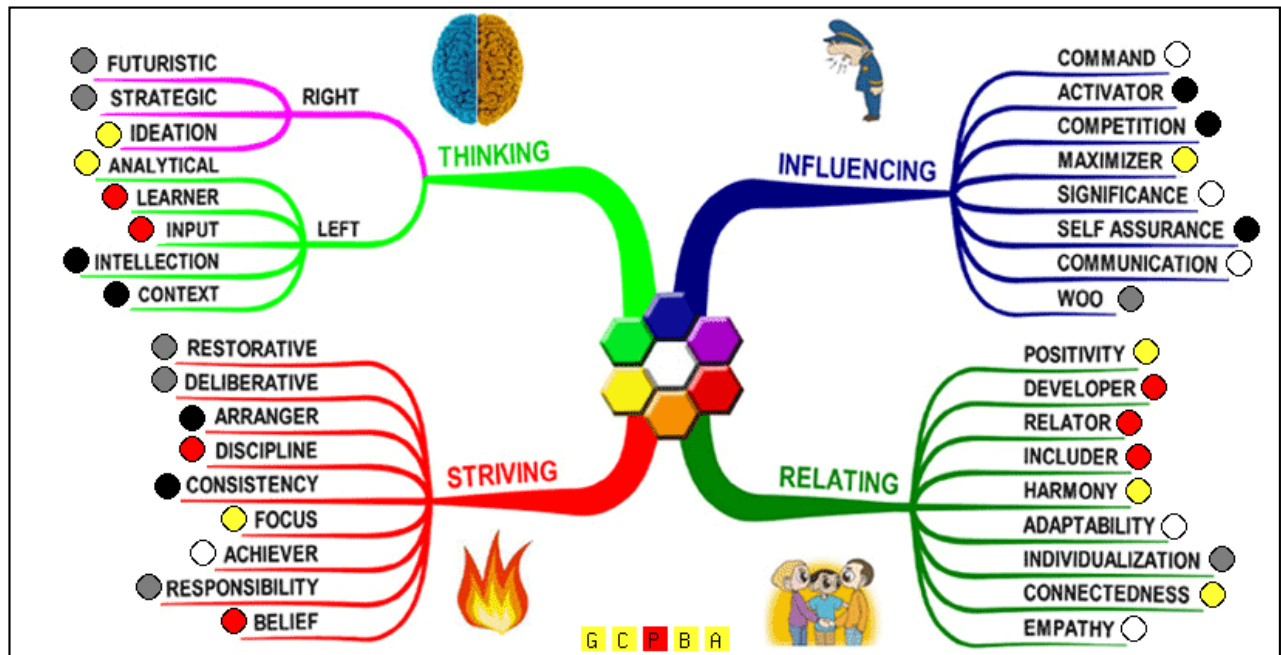 FUTURISTIC
STRATEGIC
IDEATION
RIGHT
ANALYTICAL
LEARNER
INPUT
INTELLECTION
CONTEXT
LEFT
THINKING
COMMAND
ACTIVATOR
COMPETITION
MAXIMIZER
SIGNIFICANCE
SELF ASSURANCE
COMMUNICATION
WOO
INFLUENCING
RESTORATIVE
DELIBERATIVE
ARRANGER
DISCIPLINE
CONSISTENCY
FOCUS
ACHIEVER
RESPONSIBILITY
BELIEF
STRIVING
POSITIVITY
DEVELOPER
RELATOR
INCLUDER
HARMONY
ADAPTABILITY
INDIVIDUALIZATION
CONNECTEDNESS
EMPATHY
RELATING
G C P B A